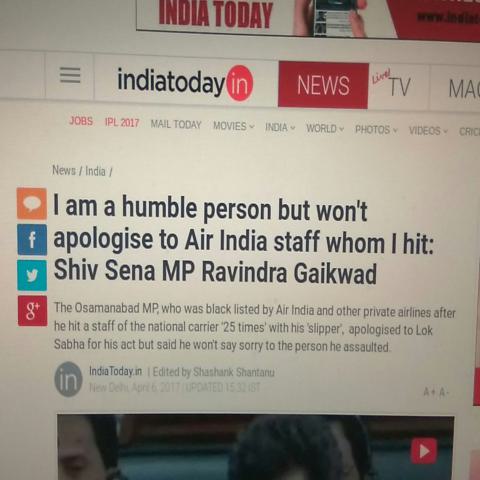 INDIA TODAY
indiatoday in
NEWS
Live!
TV
JOBS IPL 2017 MAIL TODAY MOVIES INDIA WORLD PHOTOS VIDEOS
News / India /
I am a humble person but won't
apologise to Air India staff whom I hit:
Shiv Sena MP Ravindra Gaikwad
f
g+
The Osamanabad MP, who was black listed by Air India and other private airlines after
he hit a staff of the national carrier '25 times' with his 'slipper', apologised to Lok
Sabha for his act but said he won't say sorry to the person he assaulted.
in
IndiaToday.in | Edited by Shashank Shantanu
New Delhi, April 6, 2017 | UPDATED 15:32 IST
A+ A-